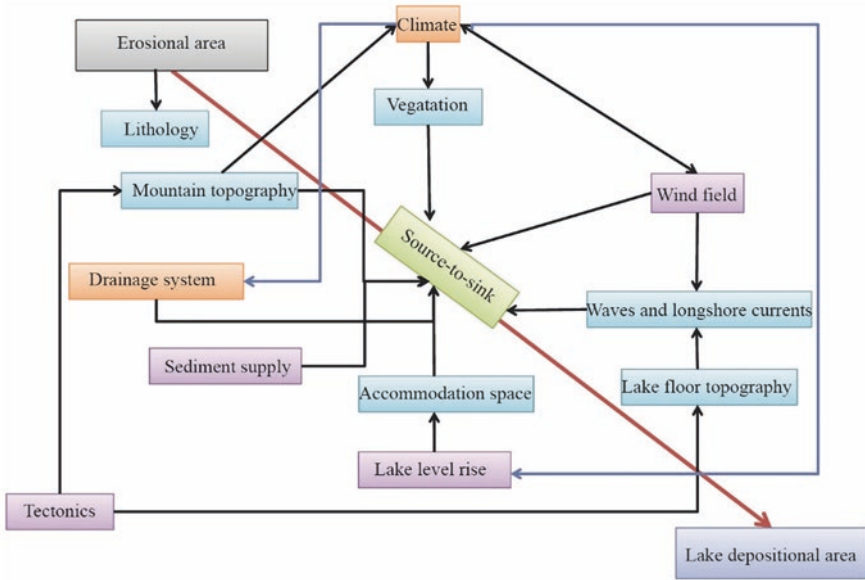 Climate
Erosional area
Vegatation
Lithology
Mountain topography
Wind field
Source-to-sink
Drainage system
Waves and longshore currents
Sediment supply
Accommodation space
Lake floor topography
Lake level rise
Tectonics
Lake depositional area